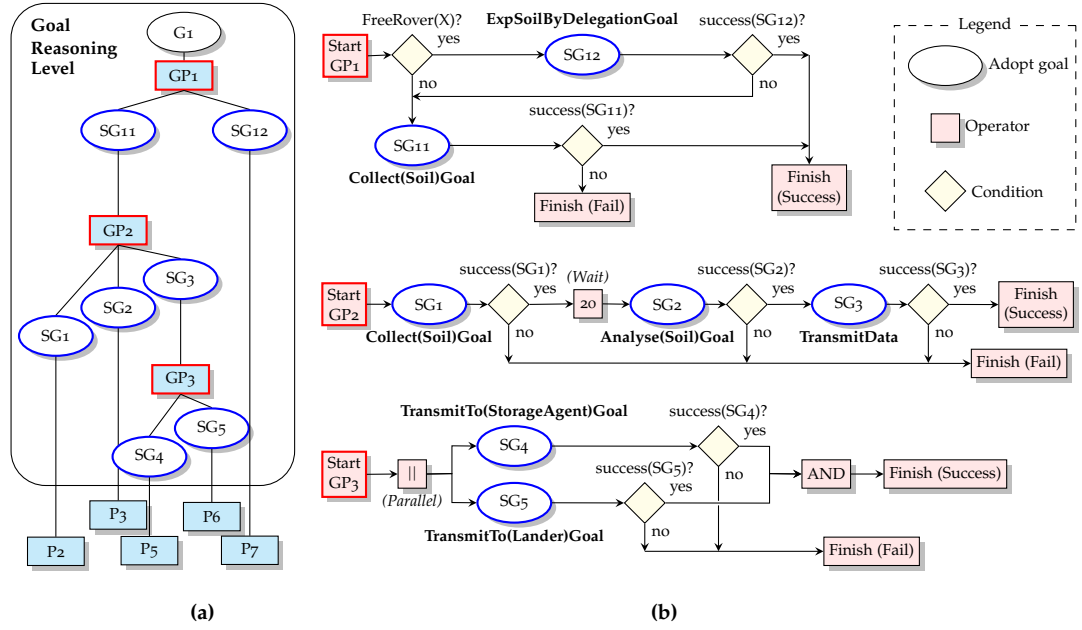 Goal
Reasoning
Level
G1
GP1
SG11
SG12
GP2
SG3
SG2
SG1
GP3
SG5
SG4
P3
P6
P2
P5
P7
(a)
FreeRover(X)?
yes
ExpSoilByDelegationGoal
success(SG12)?
yes
Start
GP1
SG12
no
no
success(SG11)?
yes
SG11
Collect(Soil)Goal
no
Finish (Fail)
Finish
(Success)
Legend
Adopt goal
Operator
Condition
success(SG1)?
yes
(Wait)
success(SG2)?
yes
success(SG3)?
yes
Start
GP2
SG1
20
SG2
SG3
Finish
(Success)
Collect(Soil)Goal
no
Analyse(Soil)Goal
no
TransmitData
no
Finish (Fail)
TransmitTo(StorageAgent)Goal
success(SG4)?
yes
SG4
Start
GP3
||
(Parallel)
success(SG5)?
yes
no
AND
Finish (Success)
SG5
TransmitTo(Lander)Goal
no
Finish (Fail)
(b)